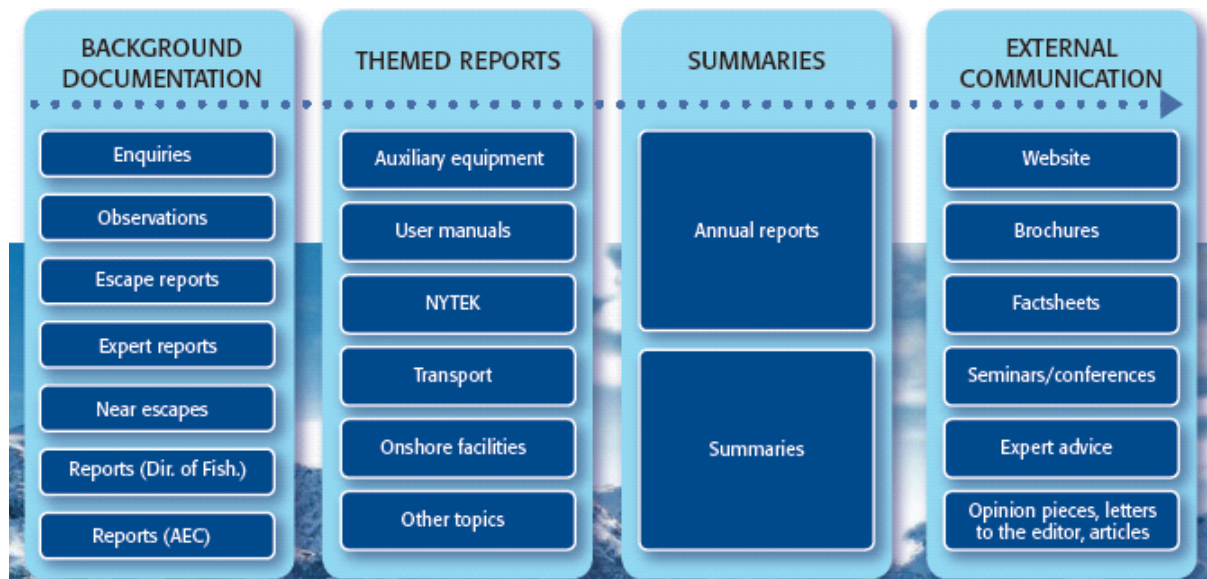 BACKGROUND
DOCUMENTATION
Enquiries
Observations
Escape reports
Expert reports
Near escapes
Reports (Dir. of Fish.)
Reports (AEC)
THEMED REPORTS
Auxiliary equipment
User manuals
NYTEK
Transport
Onshore facilities
Other topics
SUMMARIES
Annual reports
Summaries
EXTERNAL
COMMUNICATION
Website
Brochures
Factsheets
Seminars/conferences
Expert advice
Opinion pieces, letters
to the editor, articles